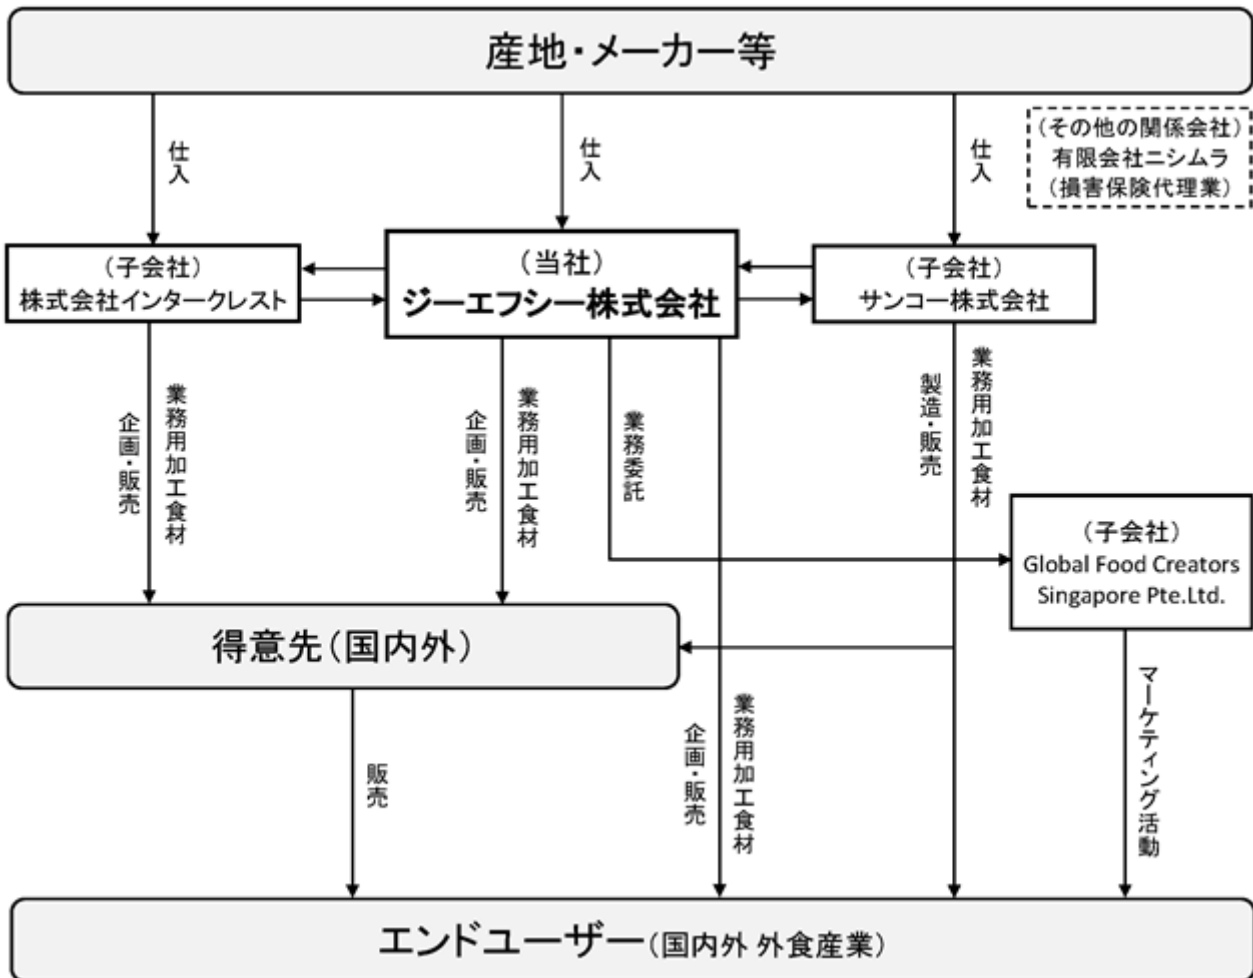 産地・メーカー等
仕入
仕入
仕入
(その他の関係会社)
有限会社ニシムラ
(損害保険代理業)
(子会社)
株式会社インタークレスト
(当社)
ジーエフシー株式会社
(子会社)
サンコー株式会社
業務用加工食材
企画・販売
業務用加工食材
企画・販売
業務委託
業務用加工食材
製造・販売
(子会社)
Global Food Creators
Singapore Pte.Ltd.
得意先(国内外)
販売
業務用加工食材
企画・販売
マーケティング活動
エンドユーザー(国内外 外食産業)